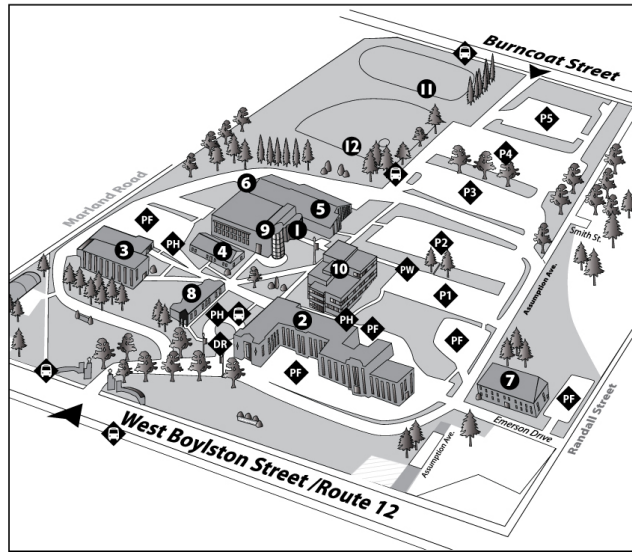 Burncoat Street
11
P5
12
P4
Marland Road
6
P3
5
PF
9
1
P2
Smith St.
3
PH
4
10
PW
P1
Assumption Ave.
8
PH
2
PH
PF
PF
DR
PF
7
PF
Emerson Drive
Randall Street
Assumption Ave.
West Boylston Street /Route 12